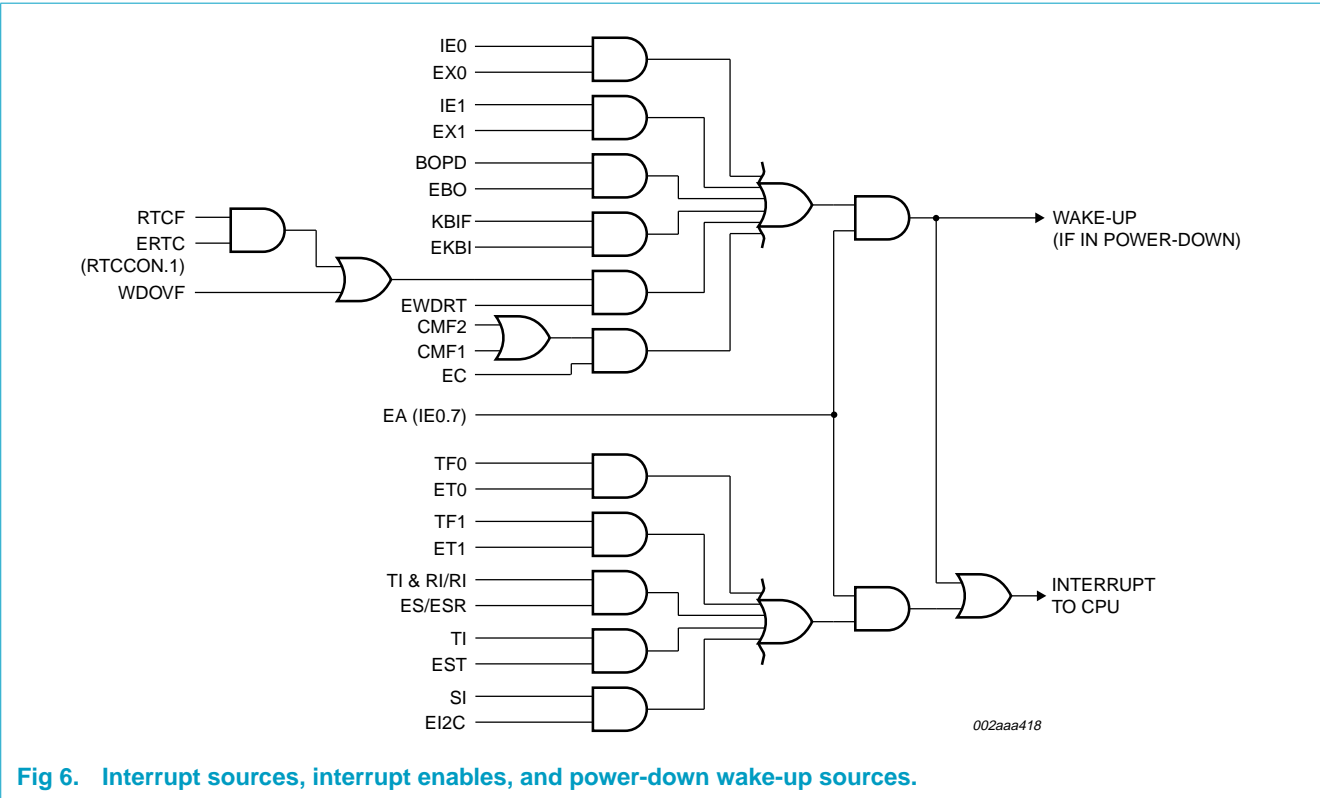 IE0
EX0
IE1
EX1
BOPD
EBO
KBIF
EKBI
RTCF
ERTC
(RTCCON.1)
WDOVF
EWDRT
CMF2
CMF1
EC
EA (IE0.7)
WAKE-UP
(IF IN POWER-DOWN)
TF0
ET0
TF1
ET1
TI & RI/RI
ES/ESR
TI
EST
SI
EI2C
INTERRUPT
TO CPU
002aaa418
Fig 6. Interrupt sources, interrupt enables, and power-down wake-up sources.